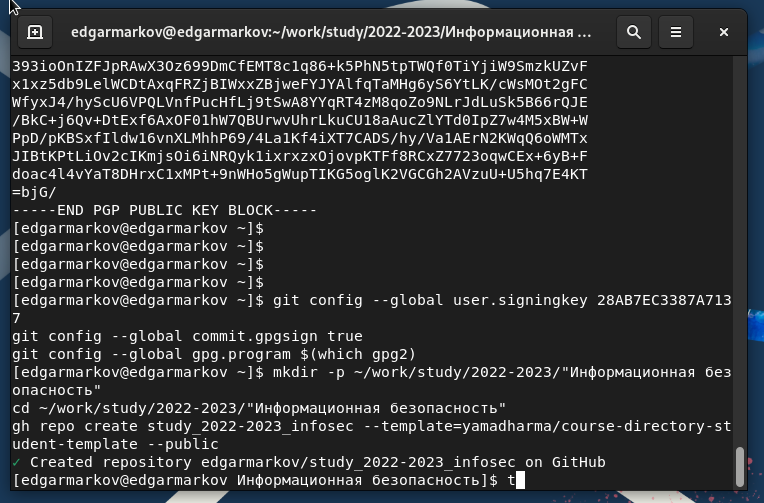 edgarmarkov@edgarmarkov:~/work/study/2022-2023/Информационная ...
393ioOnIZFJpRAwX3Oz699DmCfEMT8c1q86+k5PhN5tpTWQf0TiYjiW9SmzkUZvF
x1xz5db9LelWCDtAxqFRZjBIWxxZBjweFYJYAlfqTaMHg6yS6YtLK/cWsMOt2gFC
WfyxJ4/hyScU6VPQLVnfPucHfLj9tSwA8YYqRT4zM8qoZo9NLrJdLuSk5B66rQJE
/BkC+j6Qv+DtExf6AxOF01hW7QBUrwvUhrLkuCU18aAucZlYTd0IpZ7w4M5xBW+W
PpD/pKBSxfIldw16vnXLMhhP69/4La1Kf4iXT7CADS/hy/Va1AErN2KWqQ6oWMTx
JIBtKPtLiOv2cIKmjsOi6iNRQyk1ixrxzxOjovpKTFf8RCxZ7723oqwCEx+6yB+F
doac4l4vYaT8DHrxC1xMPt+9nWHo5gWupTIKG5oglK2VGCGh2AVzuU+U5hq7E4KT
=bjG/
-----END PGP PUBLIC KEY BLOCK-----
[edgarmarkov@edgarmarkov ~]$
[edgarmarkov@edgarmarkov ~]$
[edgarmarkov@edgarmarkov ~]$
[edgarmarkov@edgarmarkov ~]$
[edgarmarkov@edgarmarkov ~]$ git config --global user.signingkey 28AB7EC3387A713
7
git config --global commit.gpgsign true
git config --global gpg.program $(which gpg2)
[edgarmarkov@edgarmarkov ~]$ mkdir -p ~/work/study/2022-2023/"Информационная без
опасность"
cd ~/work/study/2022-2023/"Информационная безопасность"
gh repo create study_2022-2023_infosec --template=yamadharma/course-directory-st
udent-template --public
✓ Created repository edgarmarkov/study_2022-2023_infosec on GitHub
[edgarmarkov@edgarmarkov Информационная безопасность]$ t